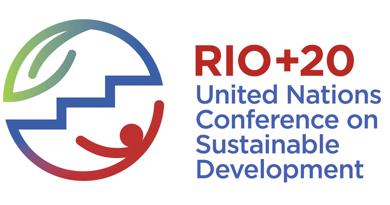 RIO+20
United Nations
Conference on
Sustainable
Development